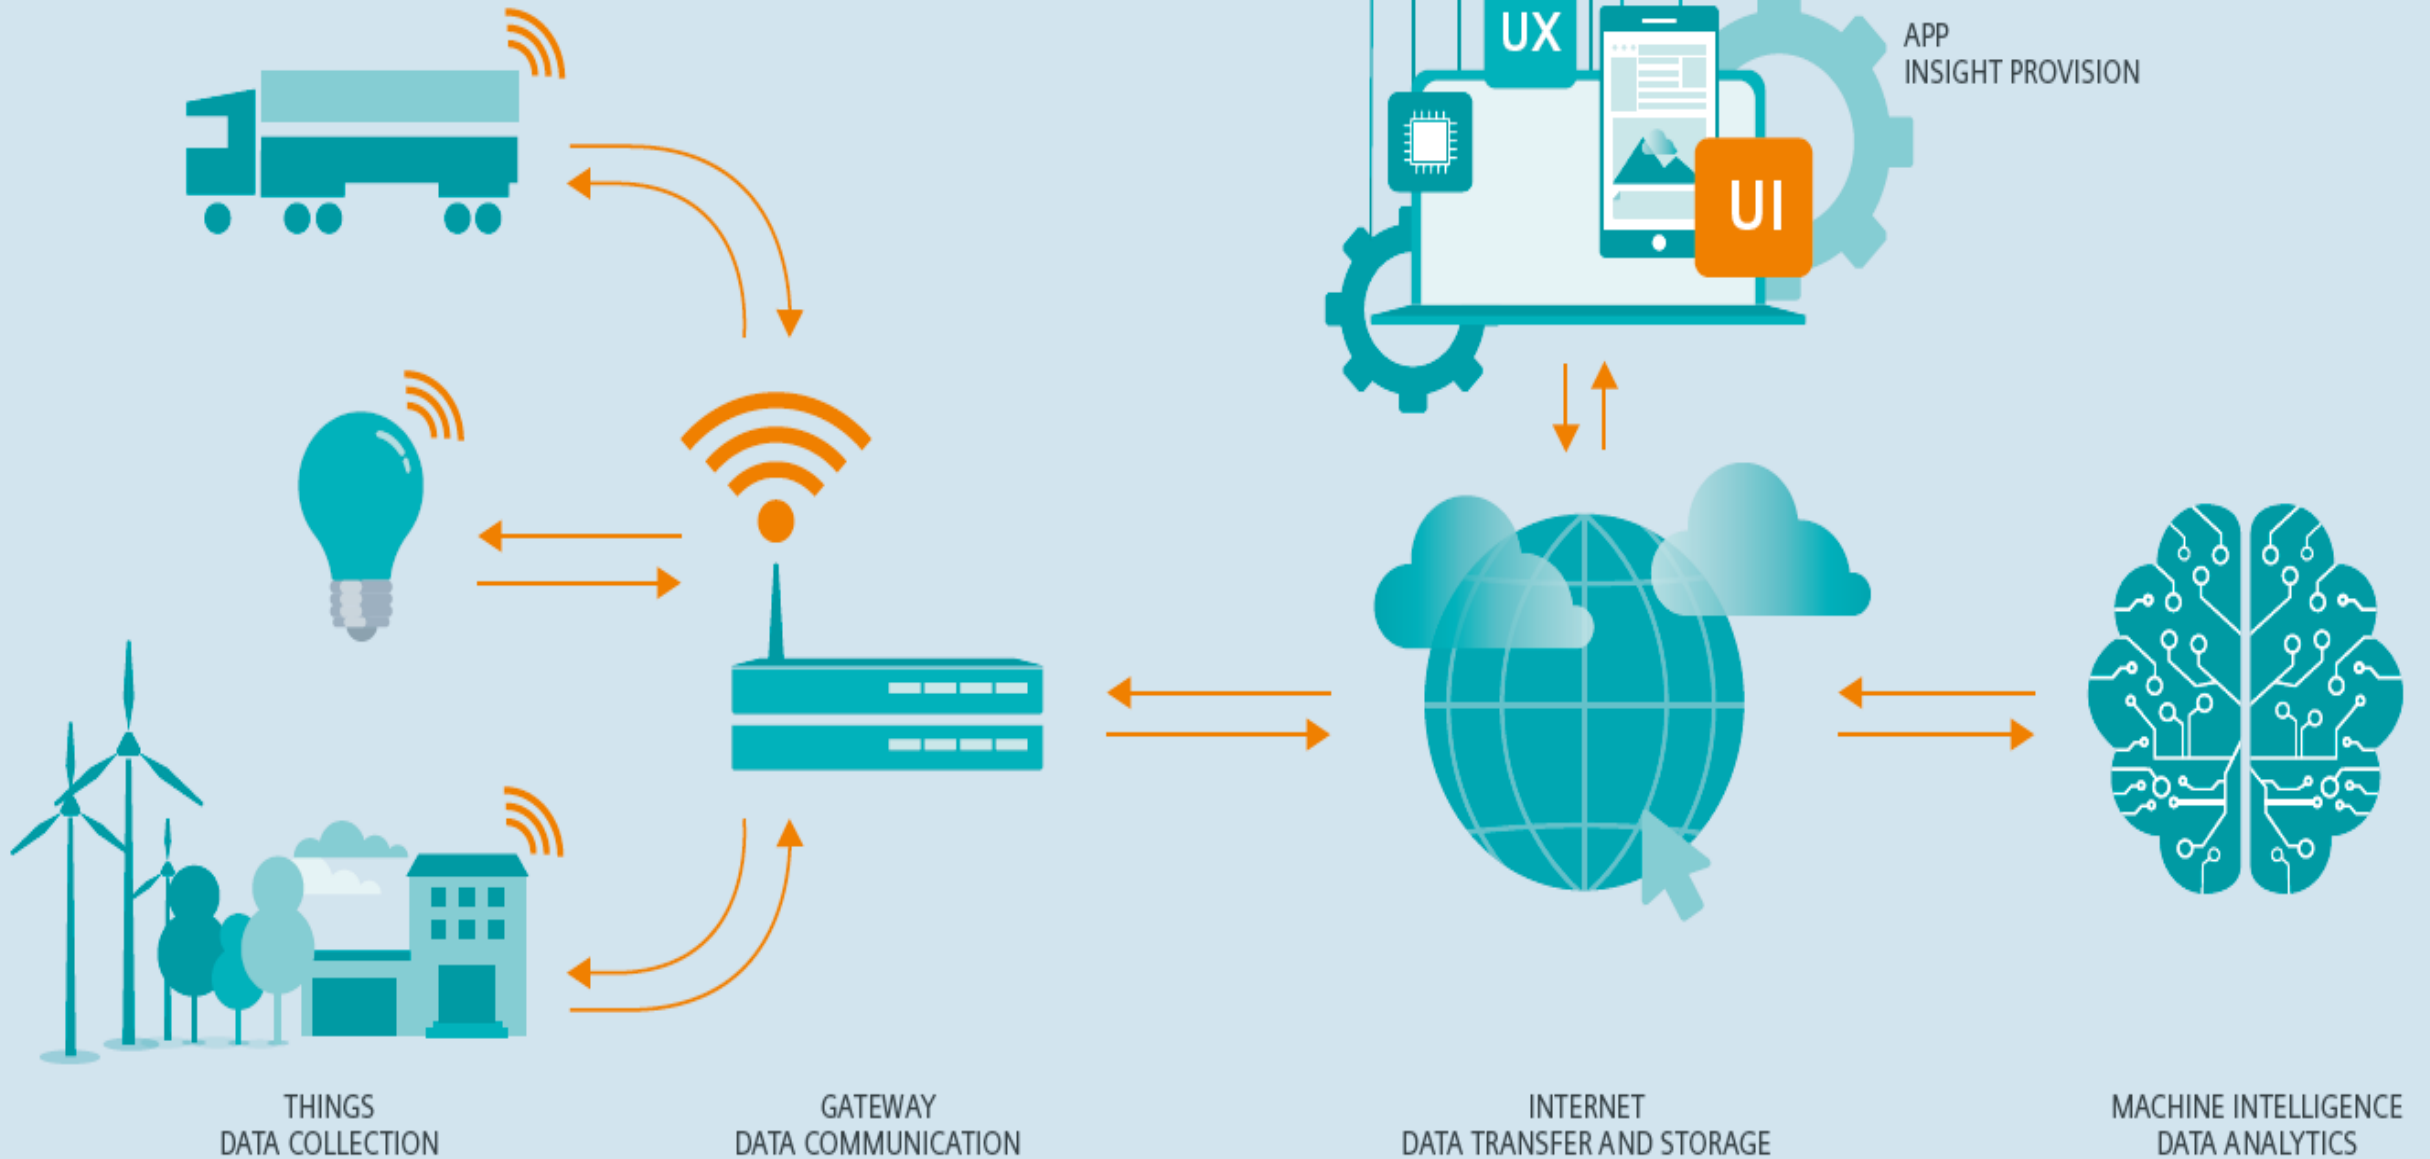 UX
APP
INSIGHT PROVISION
UI
THINGS
DATA COLLECTION
GATEWAY
DATA COMMUNICATION
INTERNET
DATA TRANSFER AND STORAGE
MACHINE INTELLIGENCE
DATA ANALYTICS